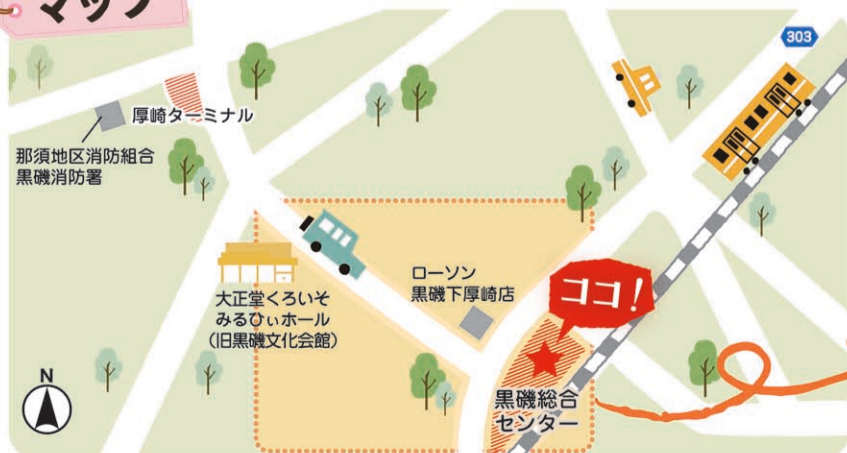 マップ
303
厚崎ターミナル
那須地区消防組合
黒磯消防署
大正堂くろいそ
みるひぃホール
(旧黒磯文化会館)
ローソン
黒磯下厚崎店
ココ!
黒磯総合
センター
N